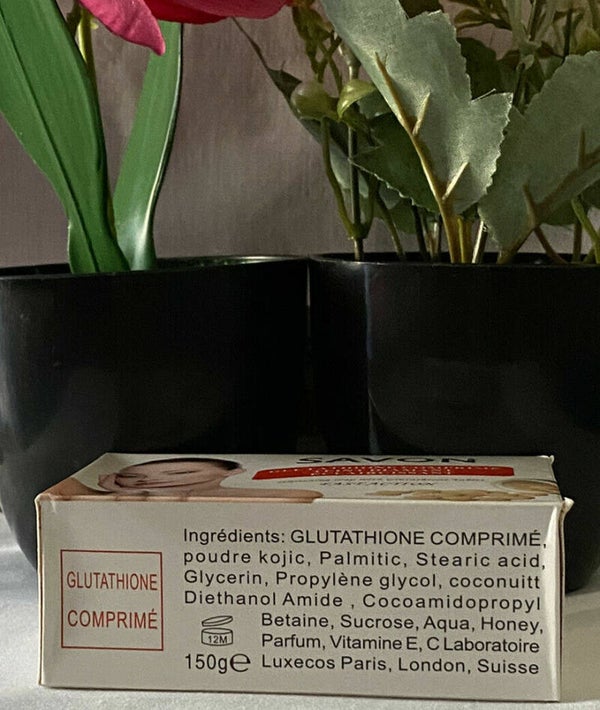 SAVON
Ingrédients: GLUTATHIONE COMPRIMÉ,
poudre kojic, Palmitic, Stearic acid,
Glycerin, Propylène glycol, coconuitt
Diethanol Amide , Cocoamidopropyl
Betaine, Sucrose, Aqua, Honey,
Parfum, Vitamine E, C Laboratoire
Luxecos Paris, London, Suisse
GLUTATHIONE
COMPRIMÉ
12M
150g℮